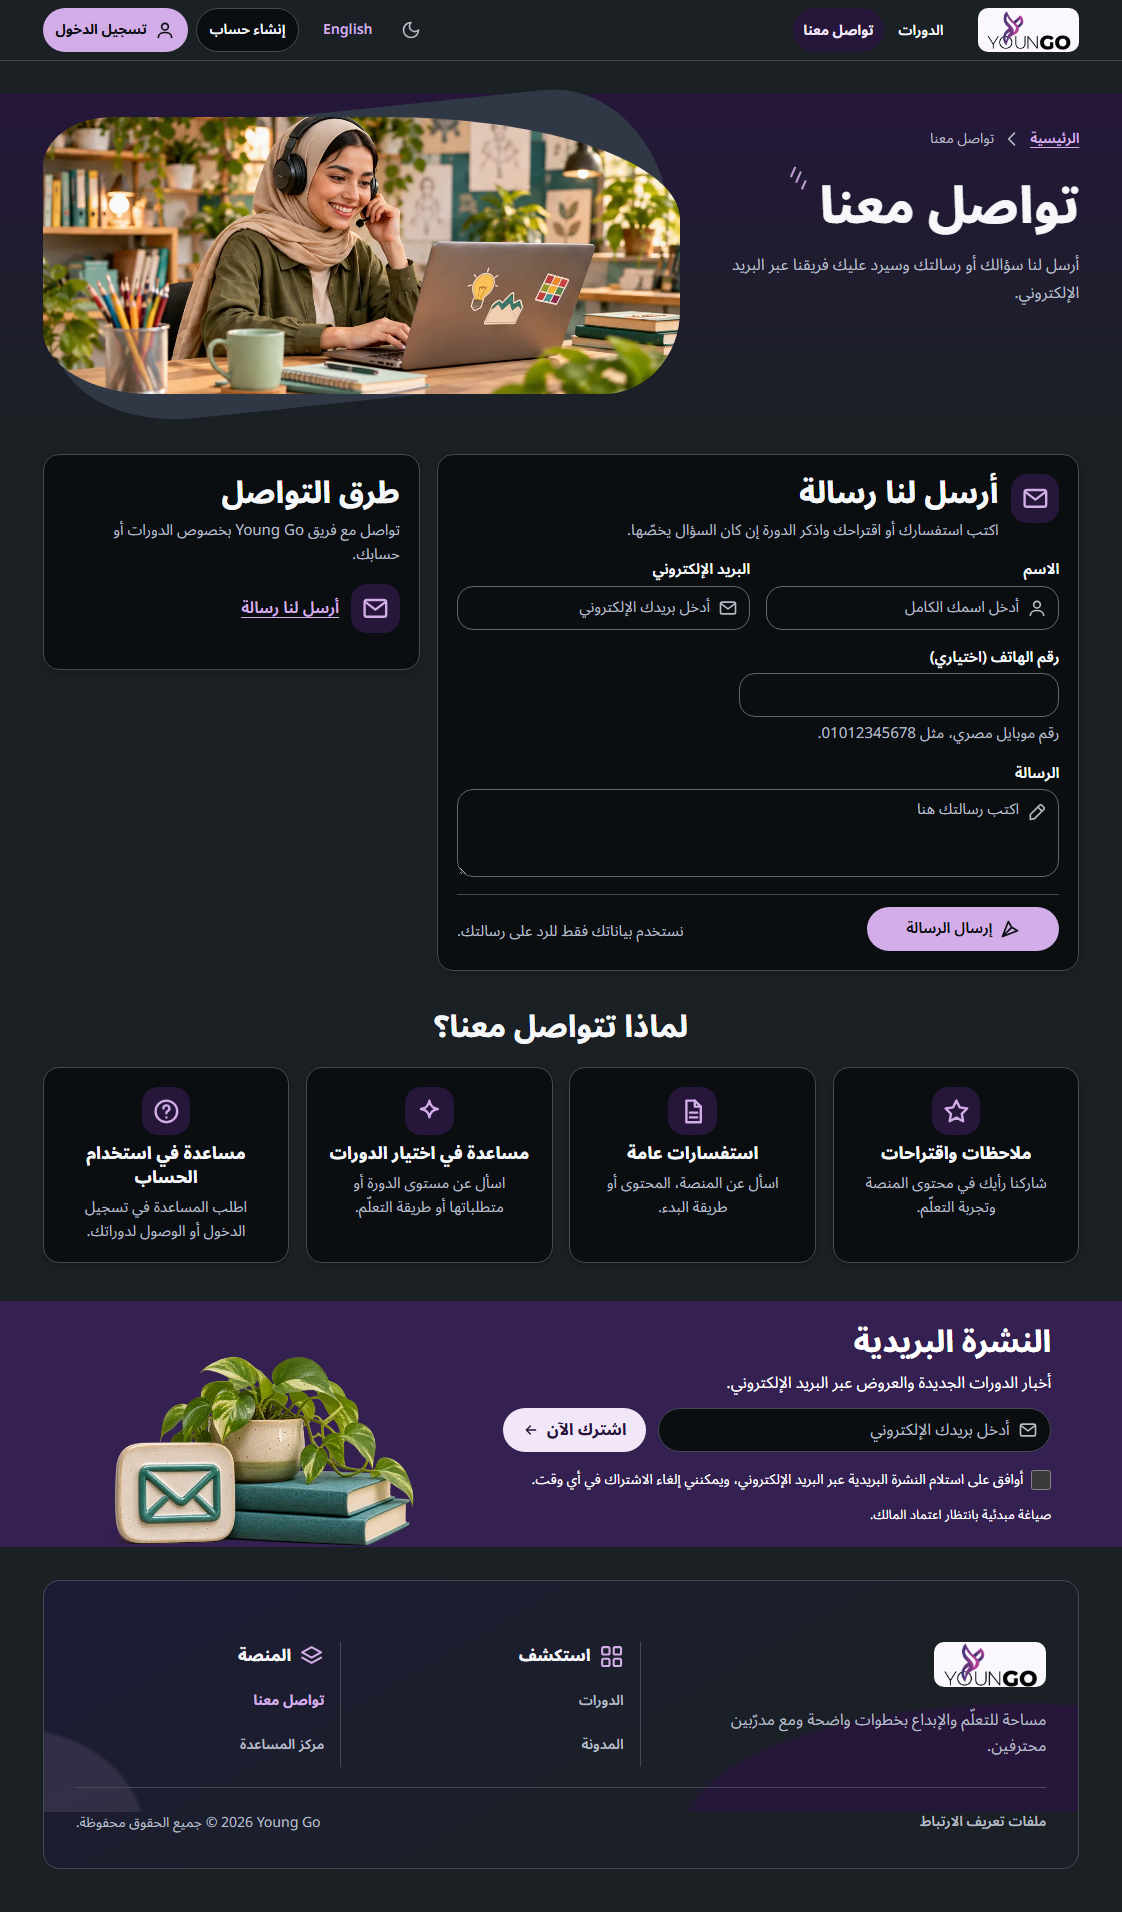 YOUNGO
الدورات
تواصل معنا
English
إنشاء حساب
تسجيل الدخول
الرئيسية
تواصل معنا
تواصل معنا
أرسل لنا سؤالك أو رسالتك وسيرد عليك فريقنا عبر البريد
الإلكتروني.
أرسل لنا رسالة
اكتب استفسارك أو اقتراحك واذكر الدورة إن كان السؤال يخصّها.
الاسم
البريد الإلكتروني
أدخل اسمك الكامل
أدخل بريدك الإلكتروني
رقم الهاتف (اختياري)
رقم موبايل مصري، مثل 01012345678.
الرسالة
اكتب رسالتك هنا
إرسال الرسالة
نستخدم بياناتك فقط للرد على رسالتك.
طرق التواصل
تواصل مع فريق Young Go بخصوص الدورات أو
حسابك.
أرسل لنا رسالة
لماذا تتواصل معنا؟
ملاحظات واقتراحات
شاركنا رأيك في محتوى المنصة
وتجربة التعلّم.
استفسارات عامة
اسأل عن المنصة، المحتوى أو
طريقة البدء.
مساعدة في اختيار الدورات
اسأل عن مستوى الدورة أو
متطلباتها أو طريقة التعلّم.
مساعدة في استخدام
الحساب
اطلب المساعدة في تسجيل
الدخول أو الوصول لدوراتك.
النشرة البريدية
أخبار الدورات الجديدة والعروض عبر البريد الإلكتروني.
أدخل بريدك الإلكتروني
اشترك الآن
أوافق على استلام النشرة البريدية عبر البريد الإلكتروني، ويمكنني إلغاء الاشتراك في أي وقت.
صياغة مبدئية بانتظار اعتماد المالك.
YOUNGO
مساحة للتعلّم والإبداع بخطوات واضحة ومع مدرّبين
محترفين.
استكشف
الدورات
المدونة
المنصة
تواصل معنا
مركز المساعدة
ملفات تعريف الارتباط
Young Go 2026 © جميع الحقوق محفوظة.